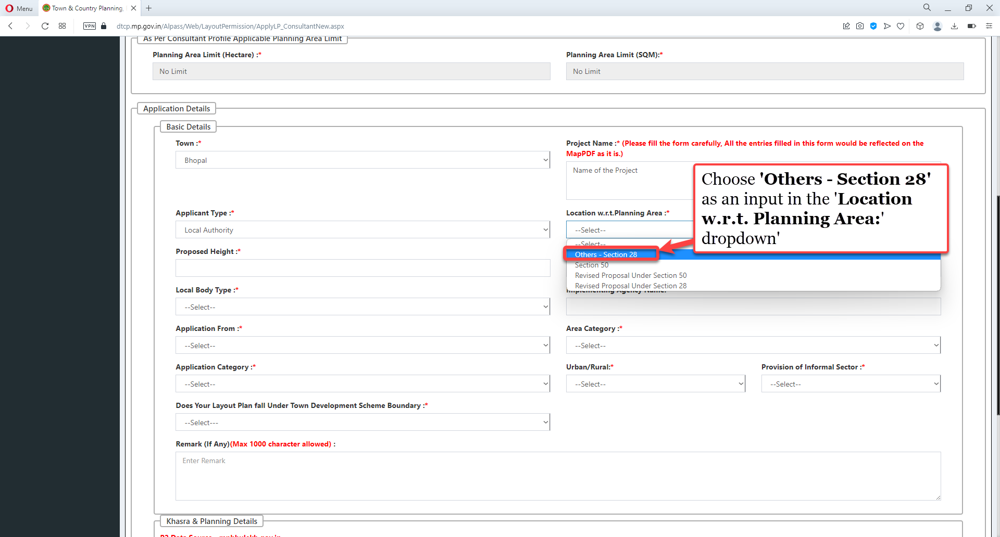 Menu
Town & Country Planning,
VPN
dtcp.mp.gov.in/Alpass/Web/LayoutPermission/ApplyLP_ConsultantNew.aspx
As Per Consultant Profile Applicable Planning Area Limit
Planning Area Limit (Hectare) :*
Planning Area Limit (SQM):*
No Limit
No Limit
Application Details
Basic Details
Town :*
Project Name :* (Please fill the form carefully, All the entries filled in this form would be reflected on the
MapPDF as it is.)
Bhopal
Name of the Project
Choose 'Others - Section 28'
as an input in the 'Location
w.r.t. Planning Area:'
dropdown'
Applicant Type :*
Location w.r.t.Planning Area :*
Local Authority
--Select--
--Select--
Others - Section 28
Section 50
Revised Proposal Under Section 50
Revised Proposal Under Section 28
Proposed Height :*
Local Body Type :*
Implementing Agency Name:
--Select--
Application From :*
Area Category :*
--Select--
--Select--
Application Category :*
Urban/Rural:*
Provision of Informal Sector :*
--Select--
--Select--
--Select--
Does Your Layout Plan fall Under Town Development Scheme Boundary :*
--Select---
Remark (If Any)(Max 1000 character allowed) :
Enter Remark
Khasra & Planning Details